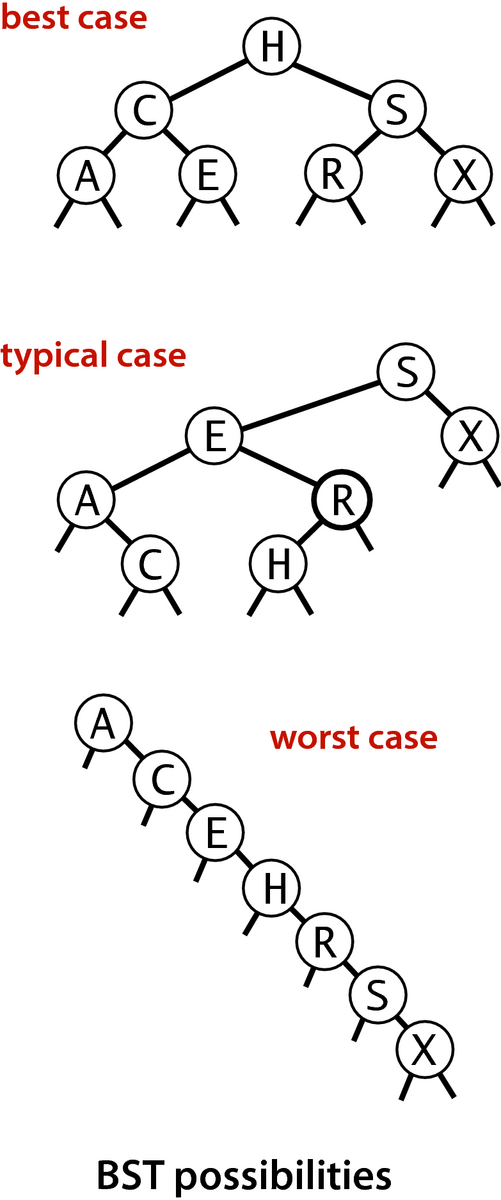 best case
H
C S
A E R X
typical case
S
E X
A R
C H
A
worst case
C
E
H
R
S
X
BST possibilities